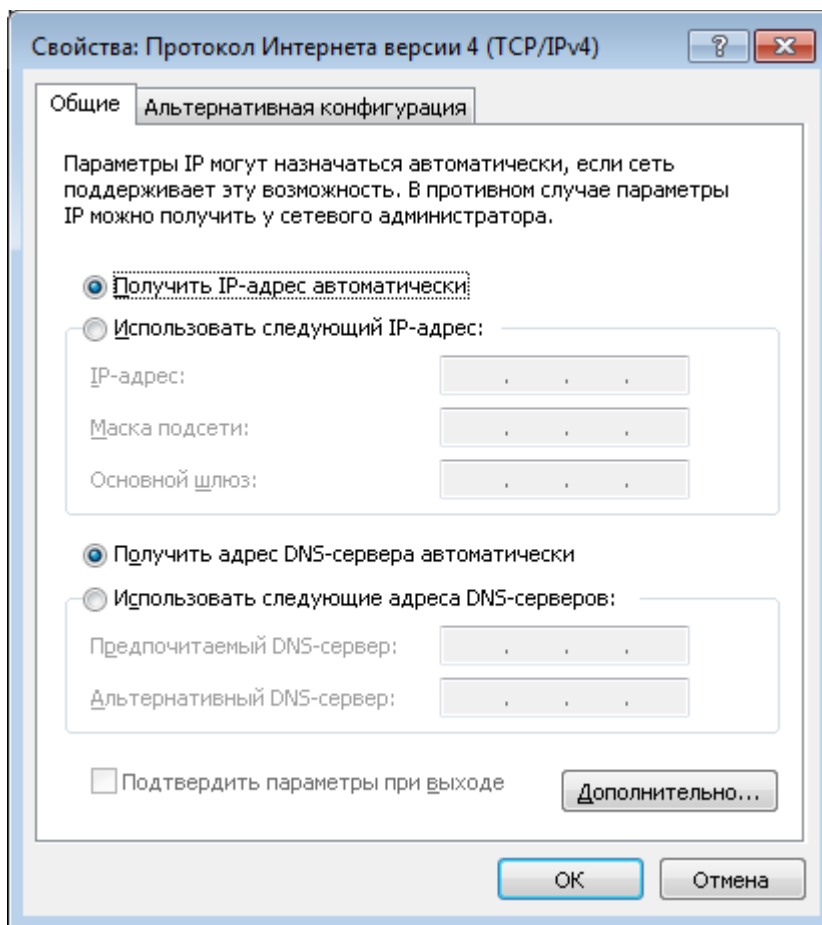 Свойства: Протокол Интернета версии 4 (TCP/IPv4)
Общие
Альтернативная конфигурация
Параметры IP могут назначаться автоматически, если сеть
поддерживает эту возможность. В противном случае параметры
IP можно получить у сетевого администратора.
Получить IP-адрес автоматически
Использовать следующий IP-адрес:
IP-адрес:
Маска подсети:
Основной шлюз:
Получить адрес DNS-сервера автоматически
Использовать следующие адреса DNS-серверов:
Предпочитаемый DNS-сервер:
Альтернативный DNS-сервер:
Подтвердить параметры при выходе
Дополнительно...
ОК
Отмена